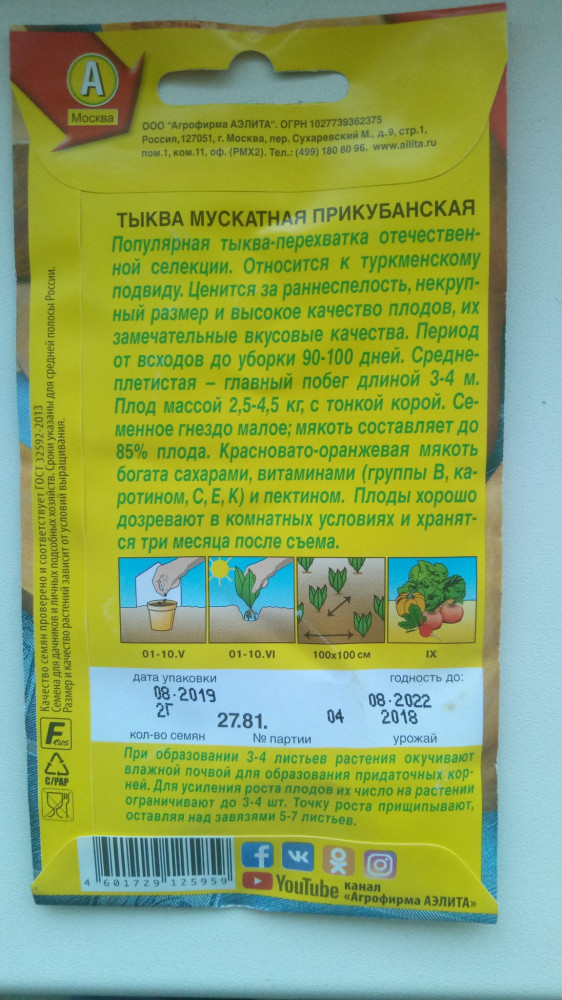 А
Москва
ООО "Агрофирма АЭЛИТА". ОГРН 1027739362375
Россия,127051, г. Москва, пер. Сухаревский М., д.9, стр.1,
пом.1, ком.11, оф. (РМХ2). Тел.: (499) 180 80 96. www.ailita.ru
ТЫКВА МУСКАТНАЯ ПРИКУБАНСКАЯ
Популярная тыква-перехватка отечествен-
ной селекции. Относится к туркменскому
подвиду. Ценится за раннеспелость, некруп-
ный размер и высокое качество плодов, их
замечательные вкусовые качества. Период
от всходов до уборки 90-100 дней. Средне-
плетистая – главный побег длиной 3-4 м.
Плод массой 2,5-4,5 кг, с тонкой корой. Се-
менное гнездо малое; мякоть составляет до
85% плода. Красновато-оранжевая мякоть
богата сахарами, витаминами (группы В, ка-
ротином, С, Е, К) и пектином. Плоды хорошо
дозревают в комнатных условиях и хранят-
ся три месяца после съема.
01-10.V
01-10.VI
100х100 см
IX
дата упаковки
годность до:
08·2019
08·2022
2Г
27.81.
04
2018
кол-во семян
№ партии
урожай
При образовании 3-4 листьев растения окучивают
влажной почвой для образования придаточных кор-
ней. Для усиления роста плодов их число на растении
ограничивают до 3-4 шт. Точку роста прищипывают,
оставляя над завязями 5-7 листьев.
Качество семян проверено и соответствует ГОСТ 32592-2013
Семена для дачников и личных подсобных хозяйств. Сроки указаны для средней полосы России.
Размер и качество растений зависит от условий выращивания.
F
C/PAP
4 601729 125959
YouTube канал
«Агрофирма АЭЛИТА»